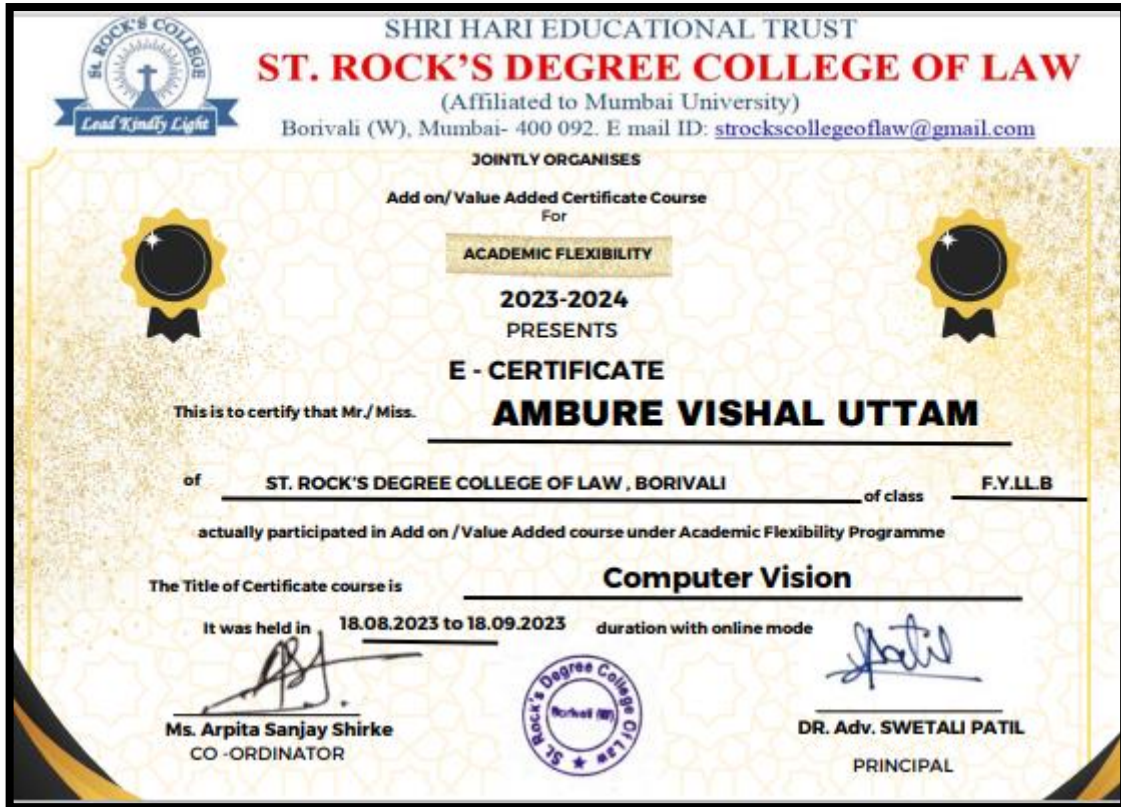 St. ROCK'S COLLEGE
Lead Kindly Light
SHRI HARI EDUCATIONAL TRUST
ST. ROCK'S DEGREE COLLEGE OF LAW
(Affiliated to Mumbai University)
Borivali (W), Mumbai- 400 092. E mail ID: strockscollegeoflaw@gmail.com
JOINTLY ORGANISES
Add on/ Value Added Certificate Course
For
ACADEMIC FLEXIBILITY
2023-2024
PRESENTS
E - CERTIFICATE
This is to certify that Mr./ Miss. AMBURE VISHAL UTTAM
of ST. ROCK'S DEGREE COLLEGE OF LAW , BORIVALI of class F.Y.LL.B
actually participated in Add on / Value Added course under Academic Flexibility Programme
The Title of Certificate course is Computer Vision
It was held in 18.08.2023 to 18.09.2023 duration with online mode
Ms. Arpita Sanjay Shirke
CO -ORDINATOR
St. Rock's Degree College Of Law
Borivali (W)
DR. Adv. SWETALI PATIL
PRINCIPAL